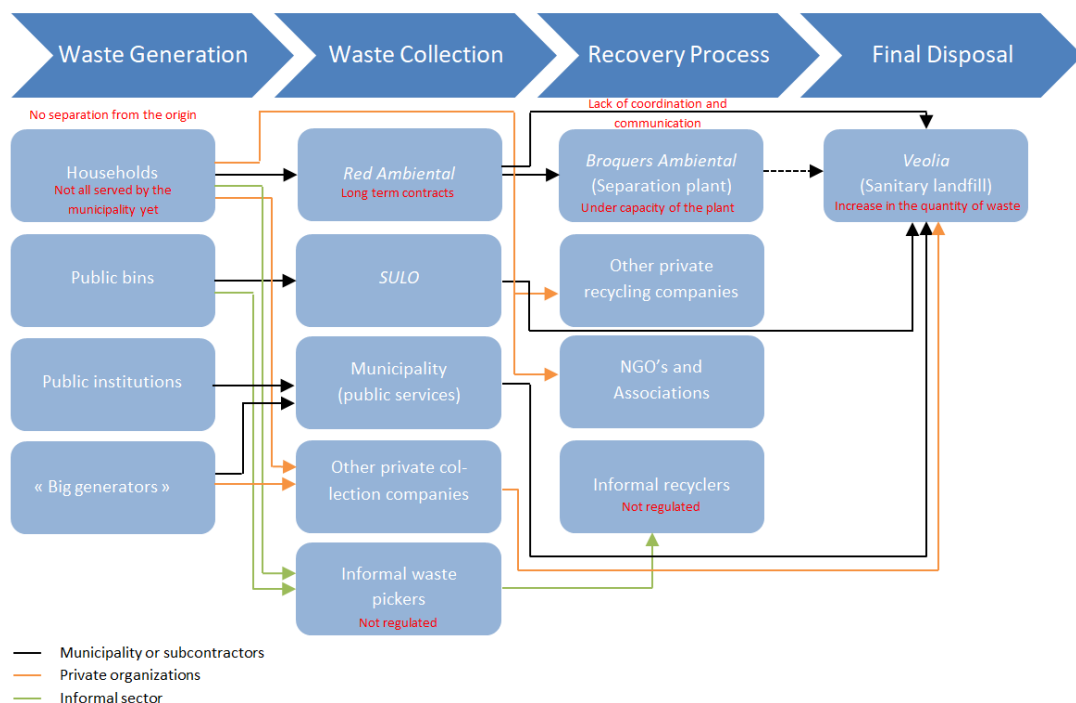 Waste Generation
Waste Collection
Recovery Process
Final Disposal
No separation from the origin
Lack of coordination and
communication
Households
Not all served by the
municipality yet
Red Ambiental
Long term contracts
Broquers Ambiental
(Separation plant)
Under capacity of the plant
Veolia
(Sanitary landfill)
Increase in the quantity of waste
Public bins
SULO
Other private
recycling companies
Public institutions
Municipality
(public services)
NGO's and
Associations
« Big generators »
Other private col-
lection companies
Informal recyclers
Not regulated
Informal waste
pickers
Not regulated
Municipality or subcontractors
Private organizations
Informal sector